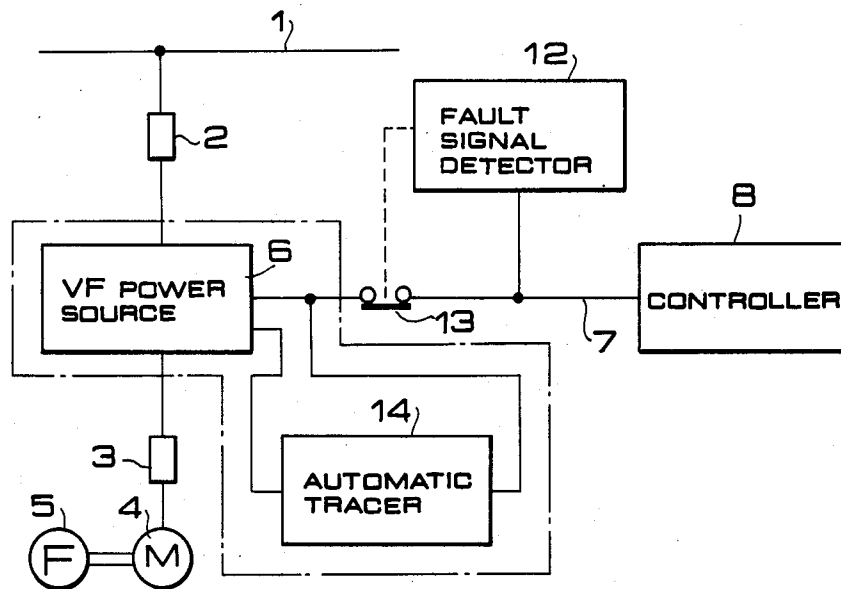 1
12
FAULT
SIGNAL
DETECTOR
2
8
6
VF POWER
SOURCE
CONTROLLER
13
7
14
3
AUTOMATIC
TRACER
5
4
F
M